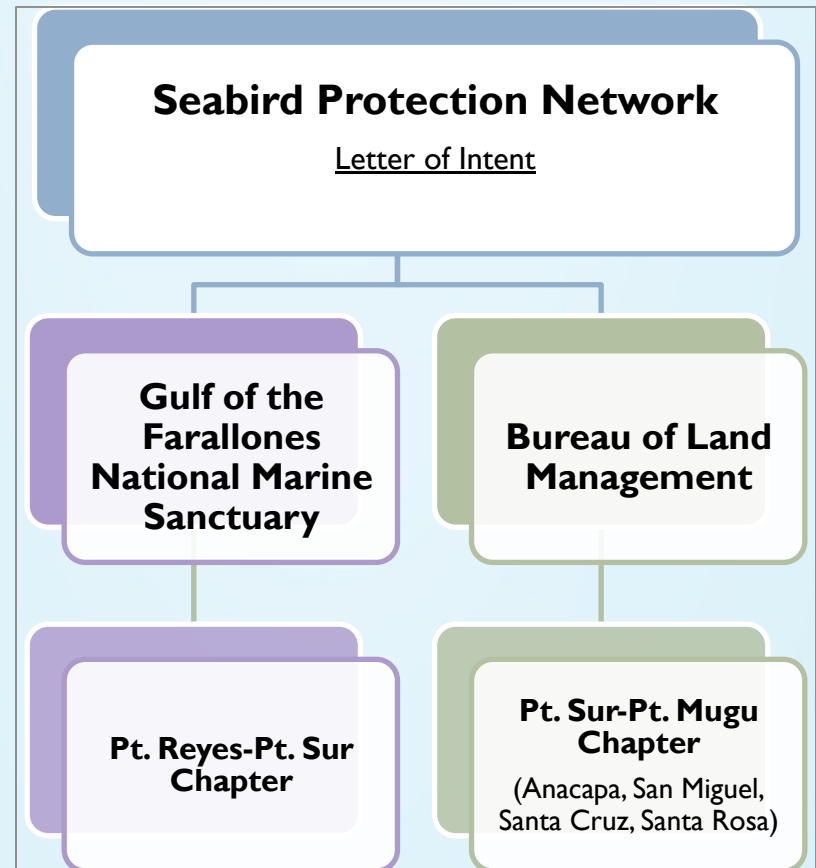 Seabird Protection Network
Letter of Intent
Gulf of the
Farallones
National Marine
Sanctuary
Bureau of Land
Management
Pt. Reyes-Pt. Sur
Chapter
Pt. Sur-Pt. Mugu
Chapter
(Anacapa, San Miguel,
Santa Cruz, Santa Rosa)